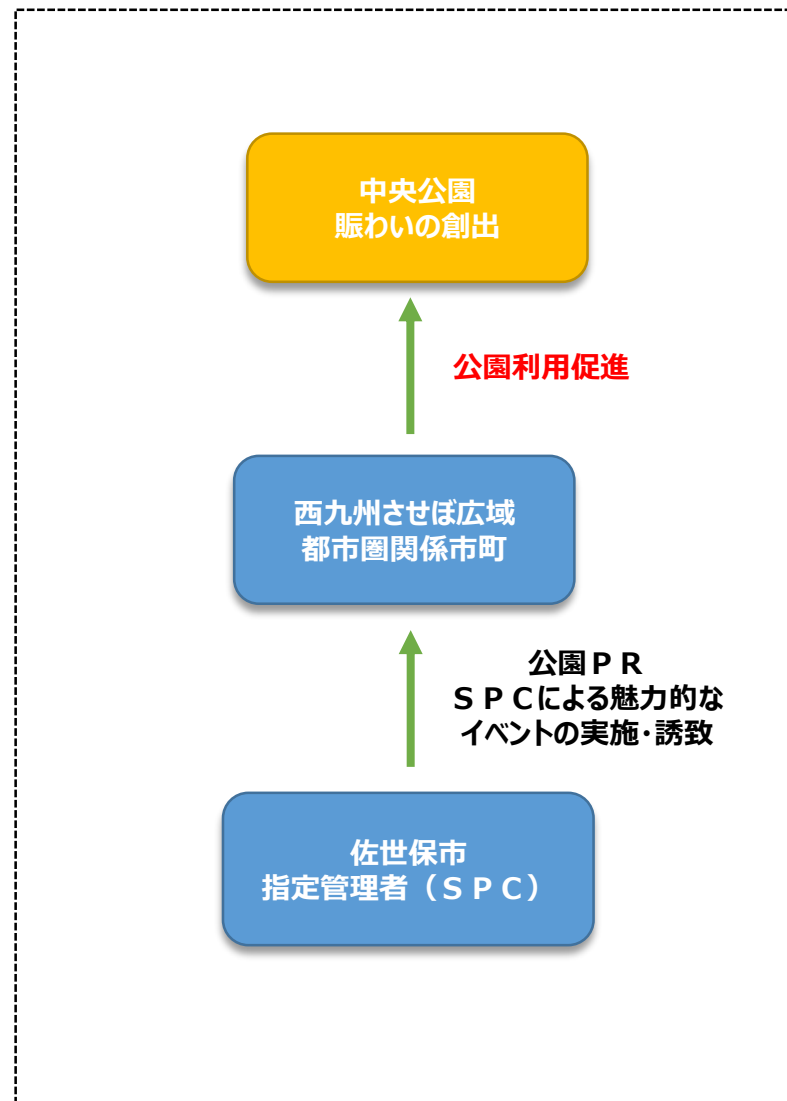 中央公園
賑わいの創出
公園利用促進
西九州させぼ広域
都市圏関係市町
公園ＰＲ
ＳＰＣによる魅力的な
イベントの実施・誘致
佐世保市
指定管理者（ＳＰＣ）